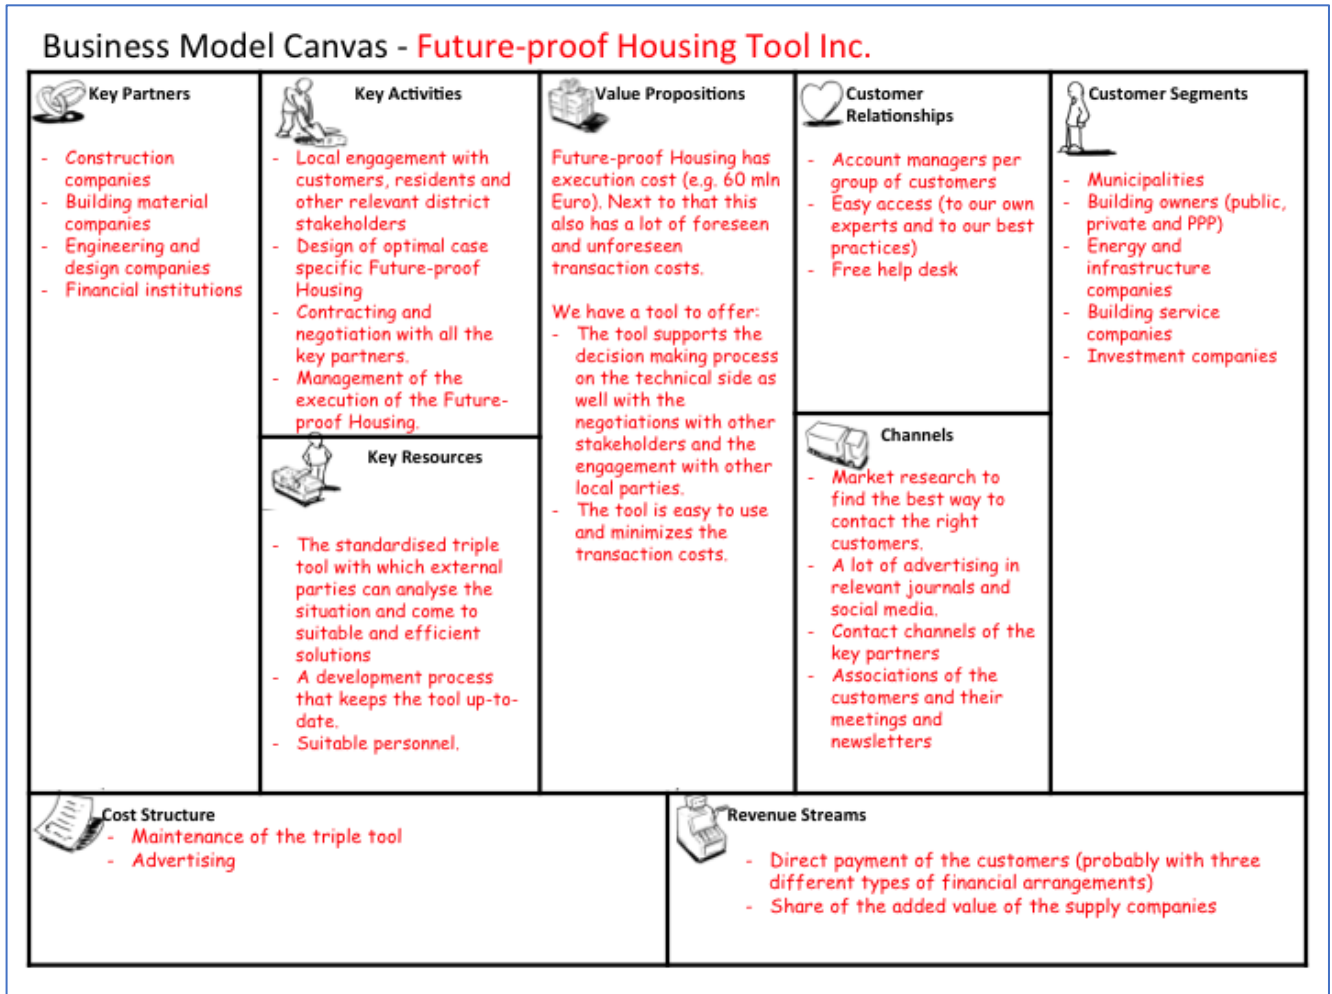 Business Model Canvas - Future-proof Housing Tool Inc.
Key Partners
- Construction
companies
- Building material
companies
- Engineering and
design companies
- Financial institutions
Key Activities
- Local engagement with
customers, residents and
other relevant district
stakeholders
- Design of optimal case
specific Future-proof
Housing
- Contracting and
negotiation with all the
key partners.
- Management of the
execution of the Future-
proof Housing.
Key Resources
- The standardised triple
tool with which external
parties can analyse the
situation and come to
suitable and efficient
solutions
- A development process
that keeps the tool up-to-
date.
- Suitable personnel.
Value Propositions
Future-proof Housing has
execution cost (e.g. 60 mln
Euro). Next to that this
also has a lot of foreseen
and unforeseen
transaction costs.
We have a tool to offer:
- The tool supports the
decision making process
on the technical side as
well with the
negotiations with other
stakeholders and the
engagement with other
local parties.
- The tool is easy to use
and minimizes the
transaction costs.
Customer
Relationships
- Account managers per
group of customers
- Easy access (to our own
experts and to our best
practices)
- Free help desk
Channels
- Market research to
find the best way to
contact the right
customers.
- A lot of advertising in
relevant journals and
social media.
- Contact channels of the
key partners
- Associations of the
customers and their
meetings and
newsletters
Customer Segments
- Municipalities
- Building owners (public,
private and PPP)
- Energy and
infrastructure
companies
- Building service
companies
- Investment companies
Cost Structure
- Maintenance of the triple tool
- Advertising
Revenue Streams
- Direct payment of the customers (probably with three
different types of financial arrangements)
- Share of the added value of the supply companies